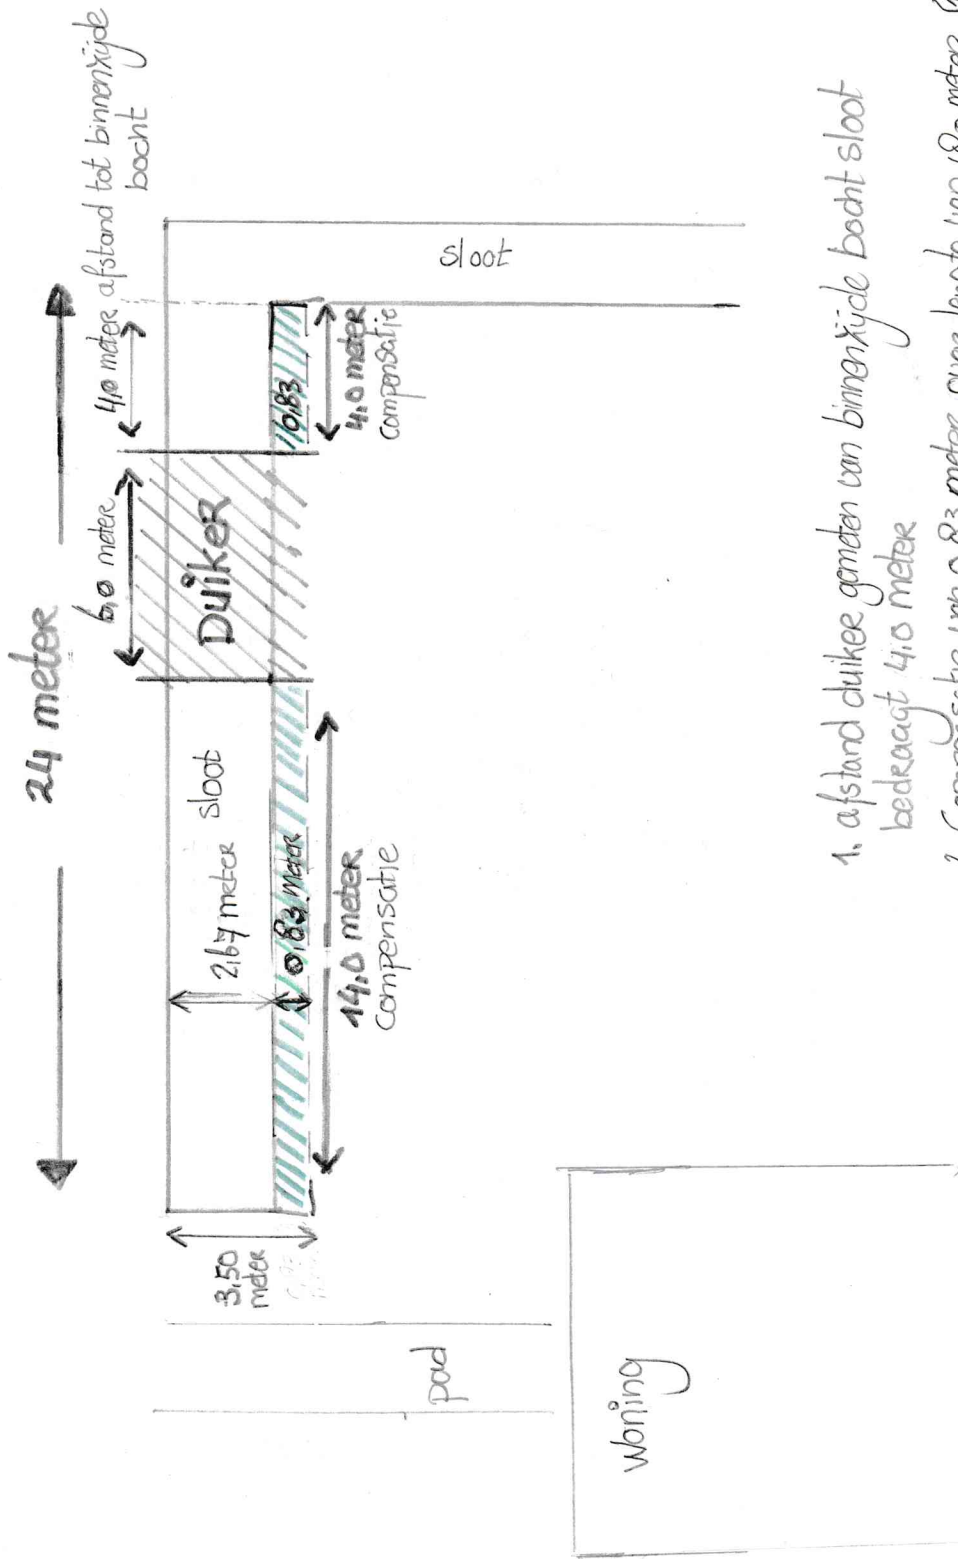 24 meter
6,0 meter
4,0 meter afstand tot binnenzijde
bocht
3,50
meter
2,67 meter
sloot
Duiker
sloot
0,83 meter
0,83
14,0 meter
compensatie
4.0 meter
compensatie
pad
Woning
1. afstand duiker gemeten van binnenzijde bocht sloot
bedraagt 4.0 meter